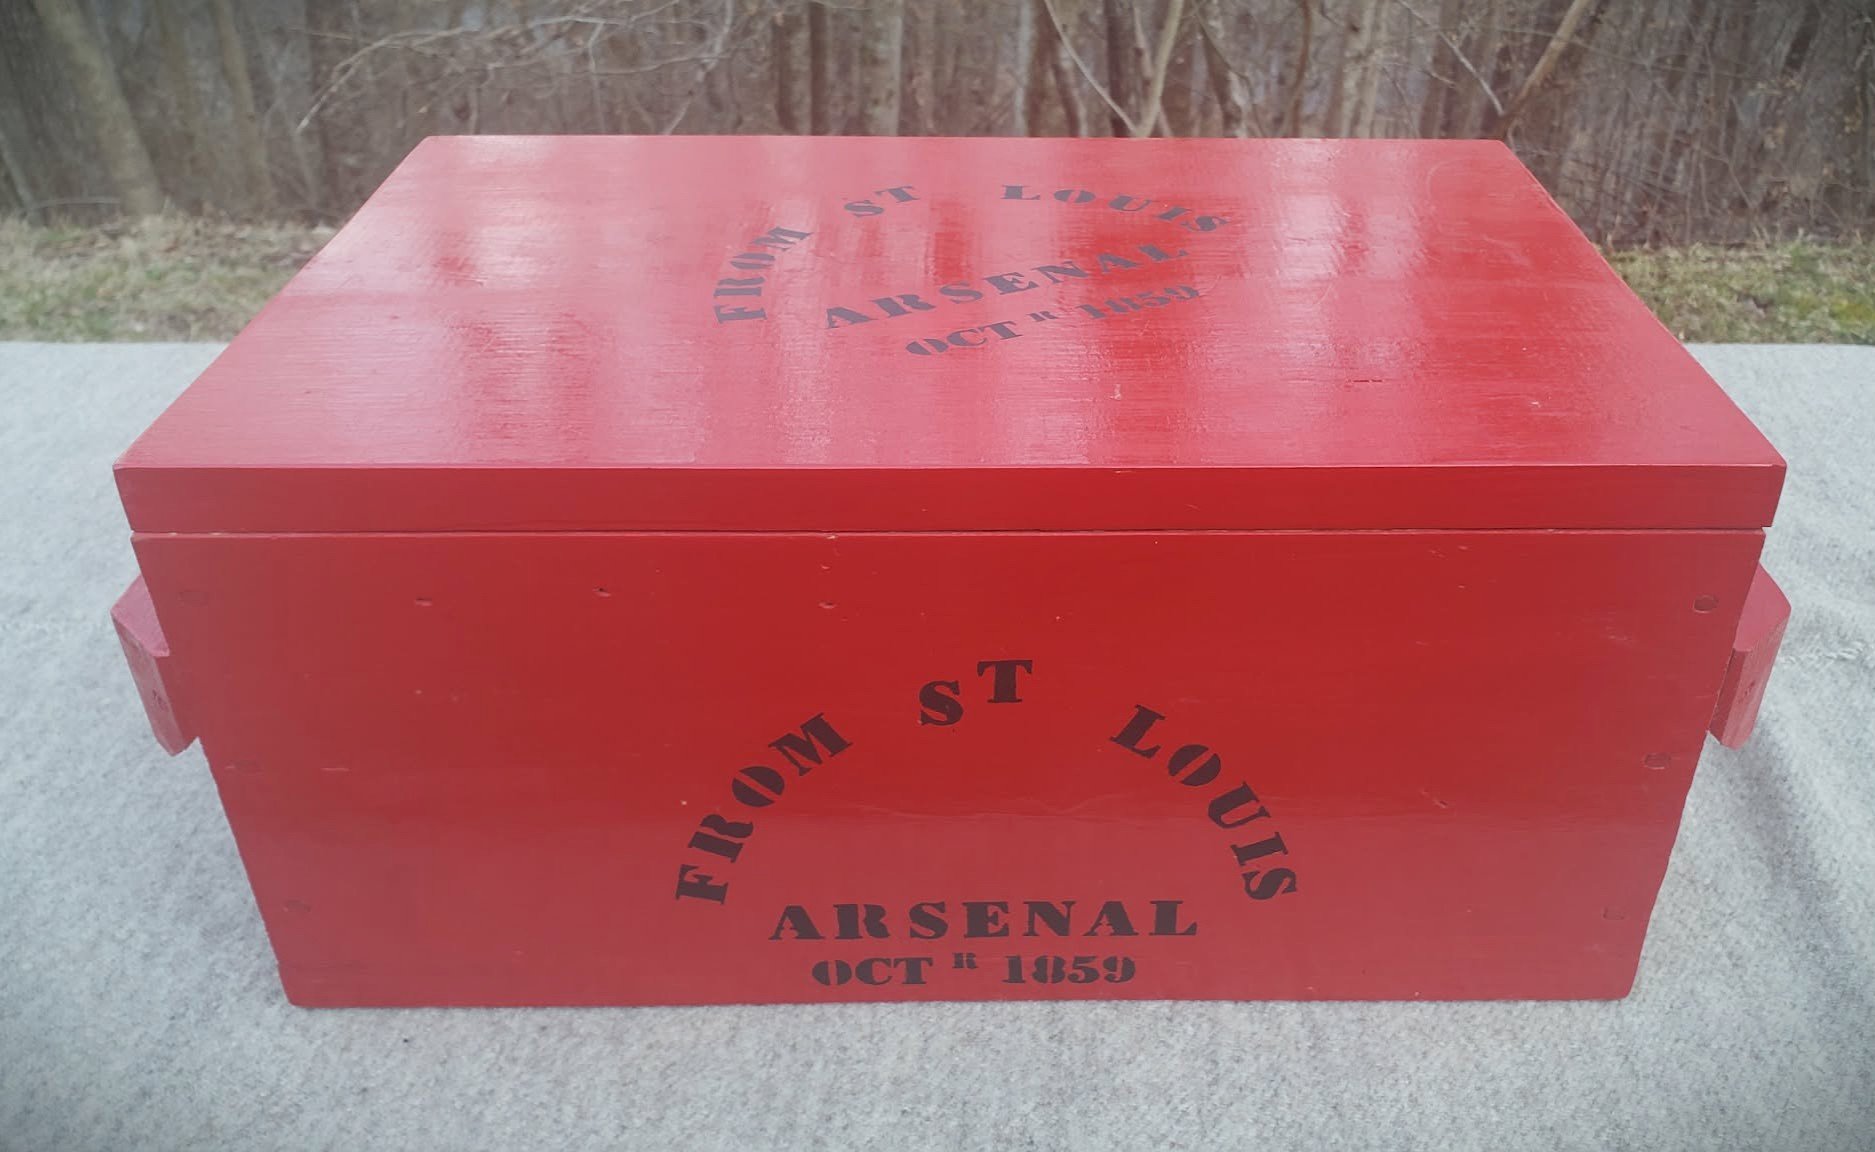 FROM ST LOUIS
ARSENAL
OCT R 1859
FROM ST LOUIS
ARSENAL
OCT R 1859